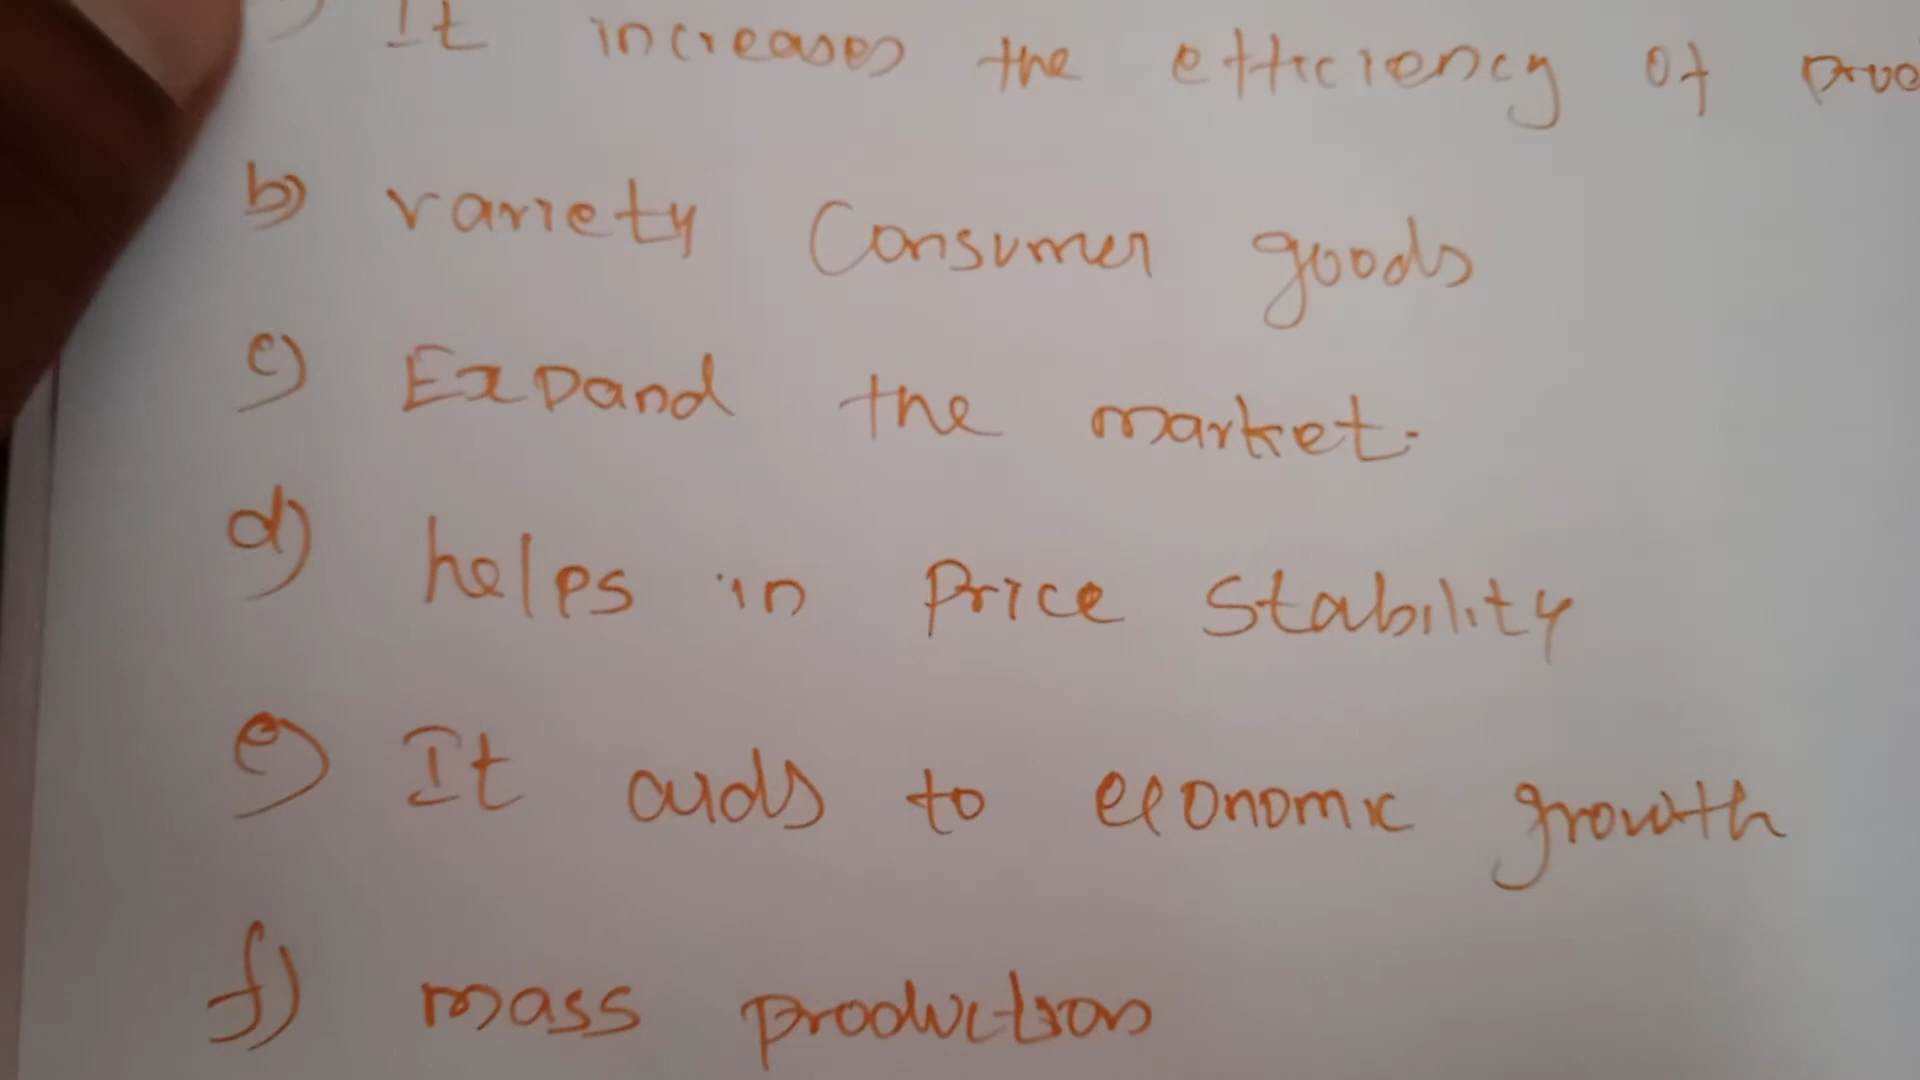 It increases the efficiency of
b) variety Consumer goods
c) Expand the market.
d) helps in Price Stability
e) It aids to economic growth
f) mass production